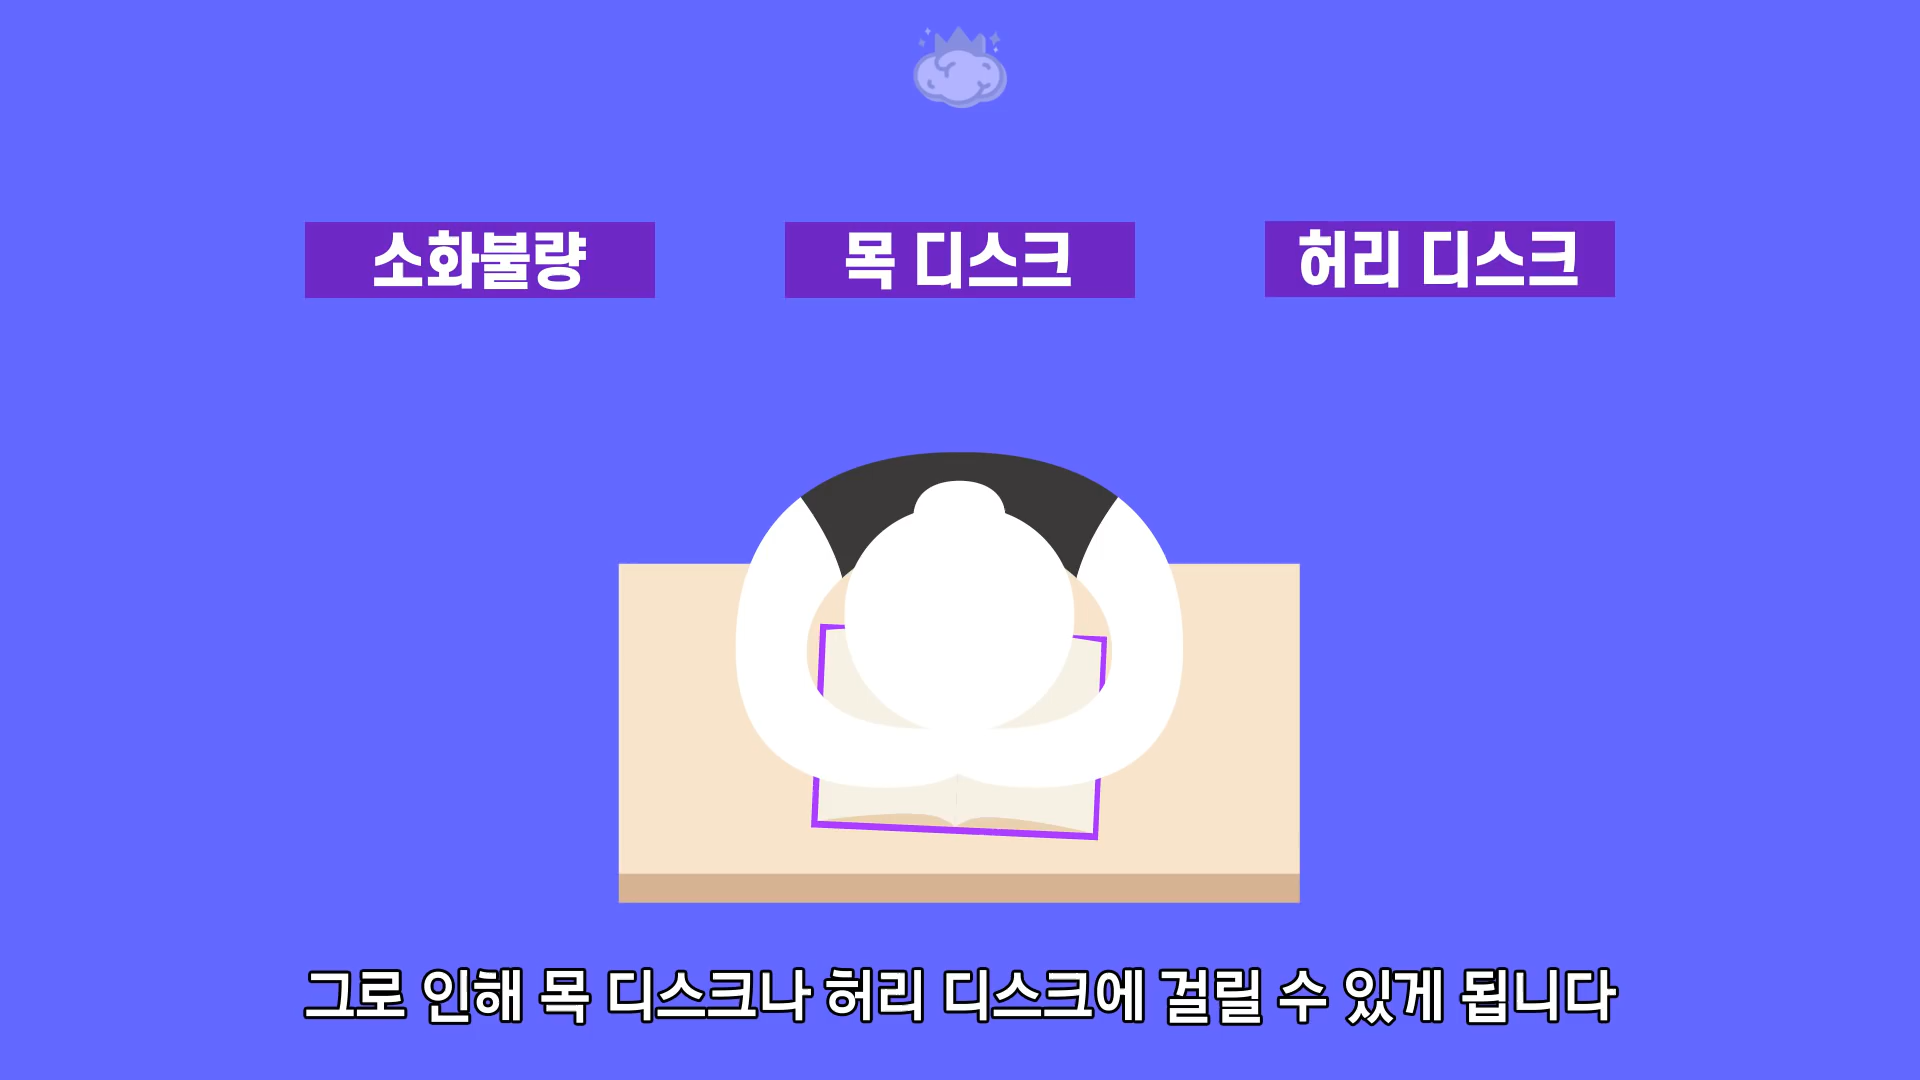 소화불량
목 디스크
허리 디스크
그로 인해 목 디스크나 허리 디스크에 걸릴 수 있게 됩니다